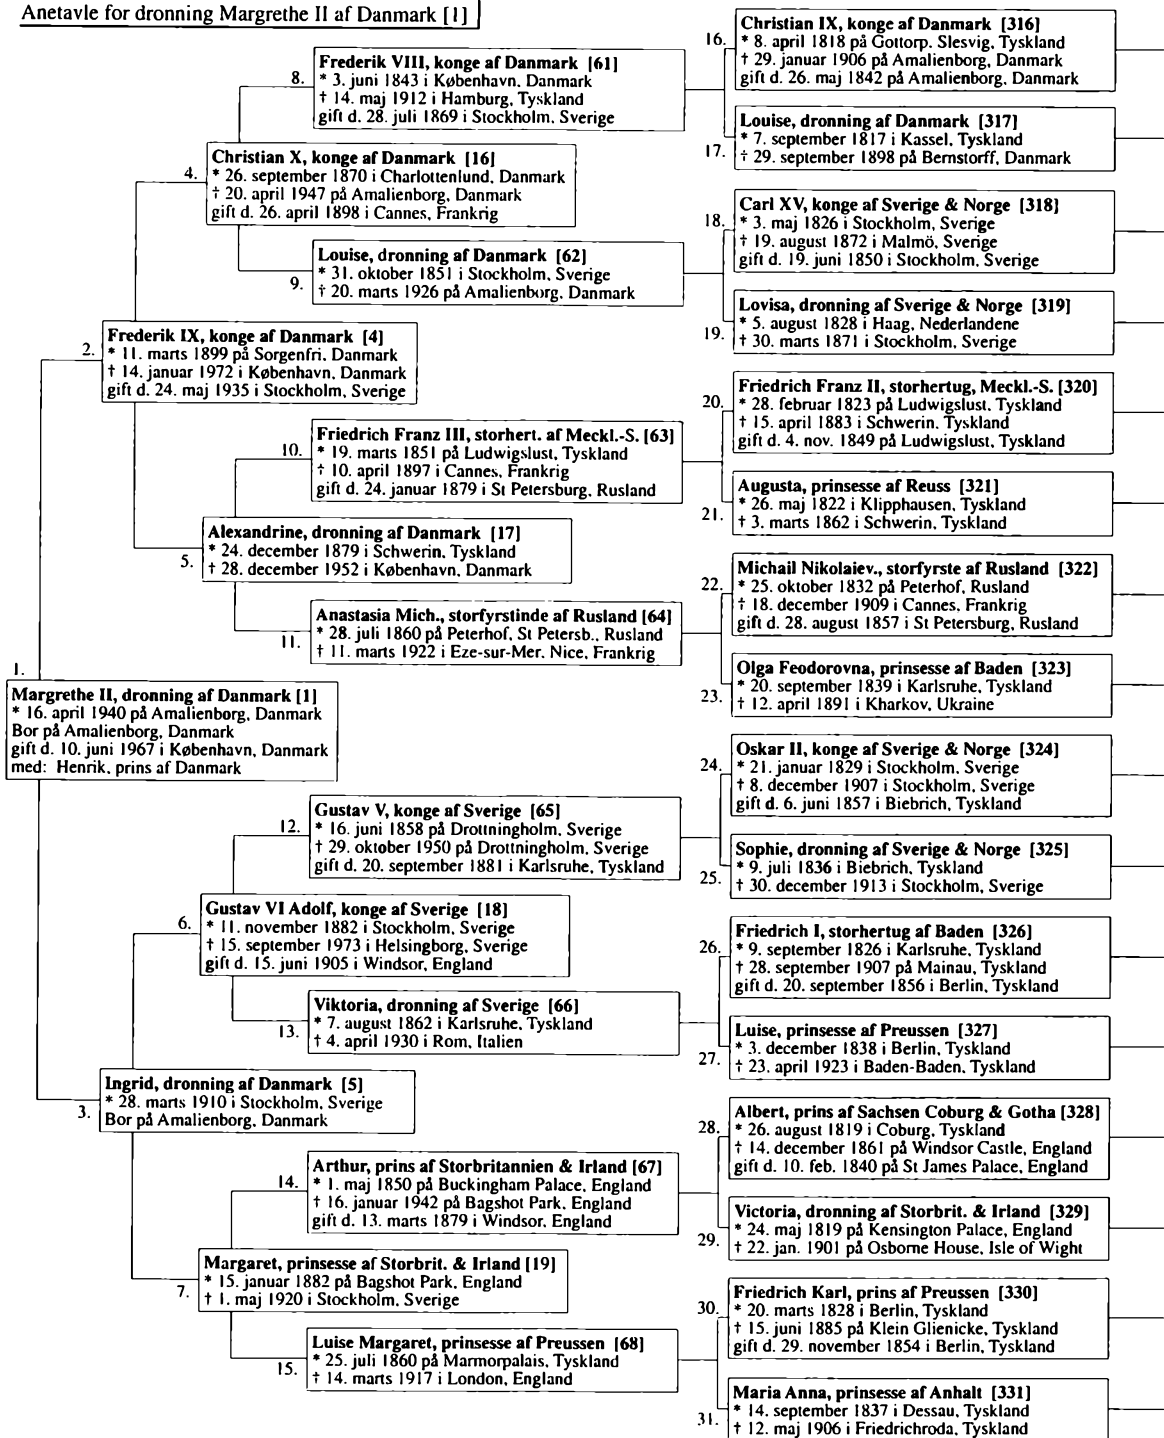 Anetavle for dronning Margrethe II af Danmark [1]
1.
Margrethe II, dronning af Danmark [1]
* 16. april 1940 på Amalienborg, Danmark
Bor på Amalienborg, Danmark
gift d. 10. juni 1967 i København, Danmark
med: Henrik, prins af Danmark
2.
Frederik IX, konge af Danmark [4]
* 11. marts 1899 på Sorgenfri, Danmark
† 14. januar 1972 i København, Danmark
gift d. 24. maj 1935 i Stockholm, Sverige
3.
Ingrid, dronning af Danmark [5]
* 28. marts 1910 i Stockholm, Sverige
Bor på Amalienborg, Danmark
4.
Christian X, konge af Danmark [16]
* 26. september 1870 i Charlottenlund, Danmark
† 20. april 1947 på Amalienborg, Danmark
gift d. 26. april 1898 i Cannes, Frankrig
5.
Alexandrine, dronning af Danmark [17]
* 24. december 1879 i Schwerin, Tyskland
† 28. december 1952 i København, Danmark
6.
Gustav VI Adolf, konge af Sverige [18]
* 11. november 1882 i Stockholm, Sverige
† 15. september 1973 i Helsingborg, Sverige
gift d. 15. juni 1905 i Windsor, England
7.
Margaret, prinsesse af Storbrit. & Irland [19]
* 15. januar 1882 på Bagshot Park, England
† 1. maj 1920 i Stockholm, Sverige
8.
Frederik VIII, konge af Danmark [61]
* 3. juni 1843 i København, Danmark
† 14. maj 1912 i Hamburg, Tyskland
gift d. 28. juli 1869 i Stockholm, Sverige
9.
Louise, dronning af Danmark [62]
* 31. oktober 1851 i Stockholm, Sverige
† 20. marts 1926 på Amalienborg, Danmark
10.
Friedrich Franz III, storhert. af Meckl.-S. [63]
* 19. marts 1851 på Ludwigslust, Tyskland
† 10. april 1897 i Cannes, Frankrig
gift d. 24. januar 1879 i St Petersburg, Rusland
11.
Anastasia Mich., storfyrstinde af Rusland [64]
* 28. juli 1860 på Peterhof, St Petersb., Rusland
† 11. marts 1922 i Eze-sur-Mer, Nice, Frankrig
12.
Gustav V, konge af Sverige [65]
* 16. juni 1858 på Drottningholm, Sverige
† 29. oktober 1950 på Drottningholm, Sverige
gift d. 20. september 1881 i Karlsruhe, Tyskland
13.
Viktoria, dronning af Sverige [66]
* 7. august 1862 i Karlsruhe, Tyskland
† 4. april 1930 i Rom, Italien
14.
Arthur, prins af Storbritannien & Irland [67]
* 1. maj 1850 på Buckingham Palace, England
† 16. januar 1942 på Bagshot Park, England
gift d. 13. marts 1879 i Windsor, England
15.
Luise Margaret, prinsesse af Preussen [68]
* 25. juli 1860 på Marmorpalais, Tyskland
† 14. marts 1917 i London, England
16.
Christian IX, konge af Danmark [316]
* 8. april 1818 på Gottorp, Slesvig, Tyskland
† 29. januar 1906 på Amalienborg, Danmark
gift d. 26. maj 1842 på Amalienborg, Danmark
17.
Louise, dronning af Danmark [317]
* 7. september 1817 i Kassel, Tyskland
† 29. september 1898 på Bernstorff, Danmark
18.
Carl XV, konge af Sverige & Norge [318]
* 3. maj 1826 i Stockholm, Sverige
† 19. august 1872 i Malmö, Sverige
gift d. 19. juni 1850 i Stockholm, Sverige
19.
Lovisa, dronning af Sverige & Norge [319]
* 5. august 1828 i Haag, Nederlandene
† 30. marts 1871 i Stockholm, Sverige
20.
Friedrich Franz II, storhertug, Meckl.-S. [320]
* 28. februar 1823 på Ludwigslust, Tyskland
† 15. april 1883 i Schwerin, Tyskland
gift d. 4. nov. 1849 på Ludwigslust, Tyskland
21.
Augusta, prinsesse af Reuss [321]
* 26. maj 1822 i Klipphausen, Tyskland
† 3. marts 1862 i Schwerin, Tyskland
22.
Michail Nikolaiev., storfyrste af Rusland [322]
* 25. oktober 1832 på Peterhof, Rusland
† 18. december 1909 i Cannes, Frankrig
gift d. 28. august 1857 i St Petersburg, Rusland
23.
Olga Feodorovna, prinsesse af Baden [323]
* 20. september 1839 i Karlsruhe, Tyskland
† 12. april 1891 i Kharkov, Ukraine
24.
Oskar II, konge af Sverige & Norge [324]
* 21. januar 1829 i Stockholm, Sverige
† 8. december 1907 i Stockholm, Sverige
gift d. 6. juni 1857 i Biebrich, Tyskland
25.
Sophie, dronning af Sverige & Norge [325]
* 9. juli 1836 i Biebrich, Tyskland
† 30. december 1913 i Stockholm, Sverige
26.
Friedrich I, storhertug af Baden [326]
* 9. september 1826 i Karlsruhe, Tyskland
† 28. september 1907 på Mainau, Tyskland
gift d. 20. september 1856 i Berlin, Tyskland
27.
Luise, prinsesse af Preussen [327]
* 3. december 1838 i Berlin, Tyskland
† 23. april 1923 i Baden-Baden, Tyskland
28.
Albert, prins af Sachsen Coburg & Gotha [328]
* 26. august 1819 i Coburg, Tyskland
† 14. december 1861 på Windsor Castle, England
gift d. 10. feb. 1840 på St James Palace, England
29.
Victoria, dronning af Storbrit. & Irland [329]
* 24. maj 1819 på Kensington Palace, England
† 22. jan. 1901 på Osborne House, Isle of Wight
30.
Friedrich Karl, prins af Preussen [330]
* 20. marts 1828 i Berlin, Tyskland
† 15. juni 1885 på Klein Glienicke, Tyskland
gift d. 29. november 1854 i Berlin, Tyskland
31.
Maria Anna, prinsesse af Anhalt [331]
* 14. september 1837 i Dessau, Tyskland
† 12. maj 1906 i Friedrichroda, Tyskland